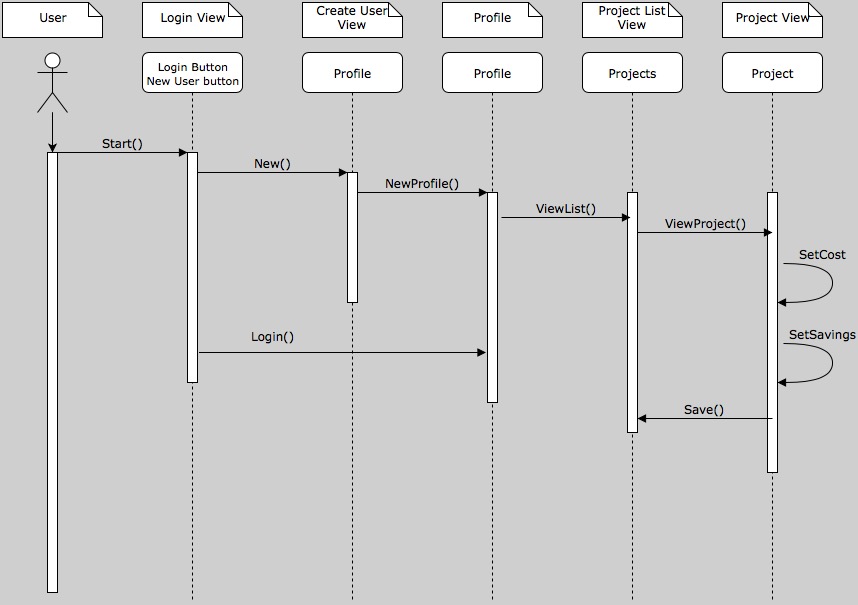 User
Login View
Create User
View
Profile
Project List
View
Project View
Login Button
New User button
Profile
Profile
Projects
Project
Start()
New()
NewProfile()
ViewList()
ViewProject()
SetCost
Login()
SetSavings
Save()